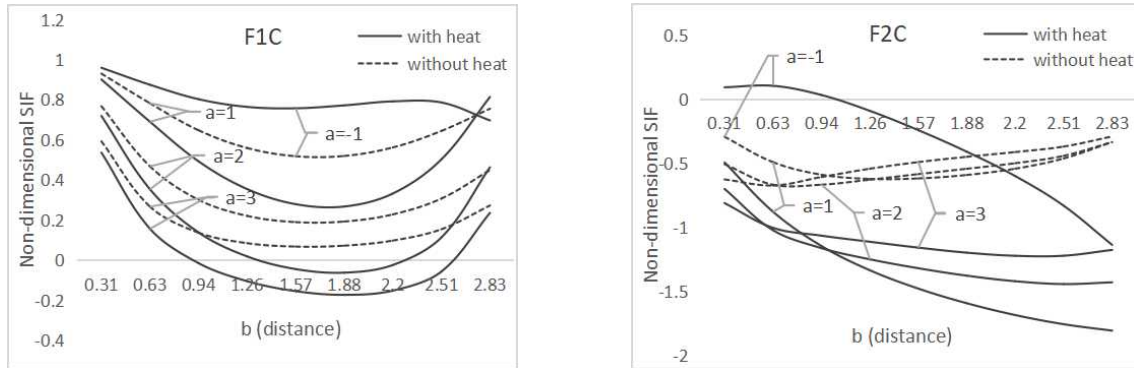 F1C
with heat
without heat
1.2
1
0.8
0.6
0.4
0.2
0
-0.2
-0.4
Non-dimensional SIF
a=1
a=-1
a=2
a=3
0.31 0.63 0.94 1.26 1.57 1.88 2.2 2.51 2.83
b (distance)
F2C
with heat
without heat
0.5
0
-0.5
-1
-1.5
-2
Non-dimensional SIF
a=-1
0.31 0.63 0.94 1.26 1.57 1.88 2.2 2.51 2.83
a=1
a=2
a=3
b (distance)